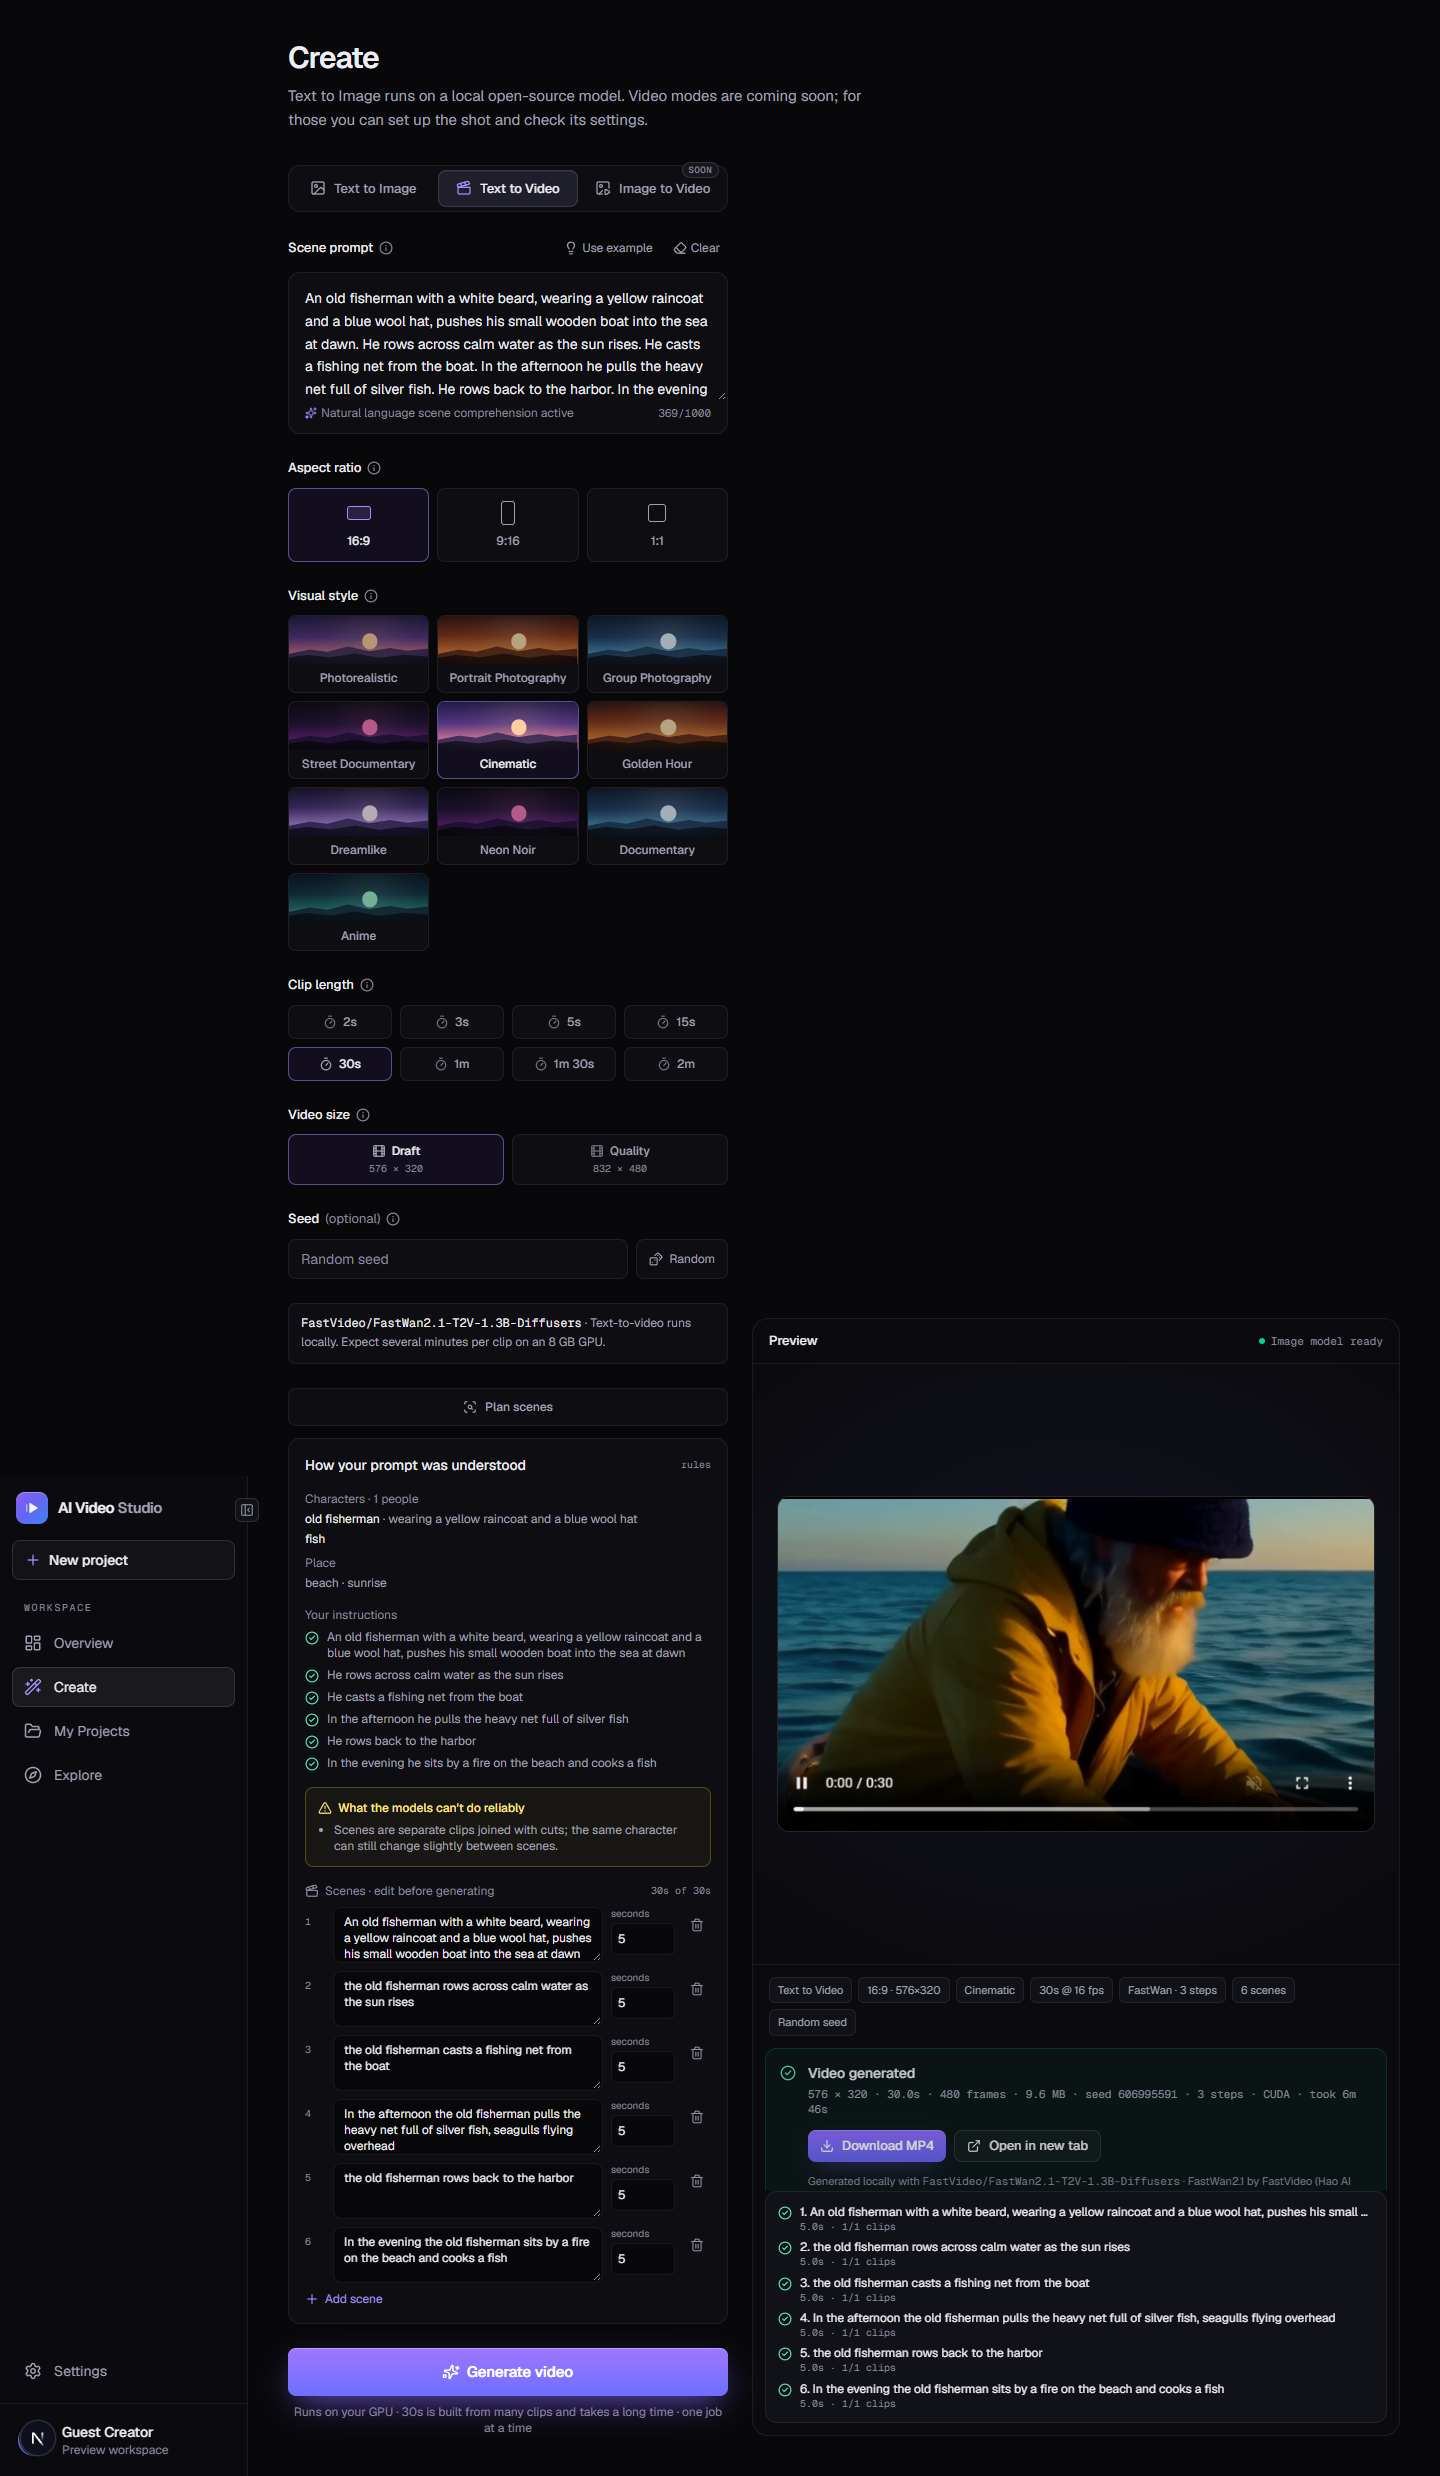 Create
Text to Image runs on a local open-source model. Video modes are coming soon; for
those you can set up the shot and check its settings.
Text to Image
Text to Video
SOON
Image to Video
Scene prompt
Use example
Clear
An old fisherman with a white beard, wearing a yellow raincoat
and a blue wool hat, pushes his small wooden boat into the sea
at dawn. He rows across calm water as the sun rises. He casts
a fishing net from the boat. In the afternoon he pulls the heavy
net full of silver fish. He rows back to the harbor. In the evening
Natural language scene comprehension active
369/1000
Aspect ratio
16:9
9:16
1:1
Visual style
Photorealistic
Portrait Photography
Group Photography
Street Documentary
Cinematic
Golden Hour
Dreamlike
Neon Noir
Documentary
Anime
Clip length
2s
3s
5s
15s
30s
1m
1m 30s
2m
Video size
Draft
576 × 320
Quality
832 × 480
Seed (optional)
Random seed
Random
FastVideo/FastWan2.1-T2V-1.3B-Diffusers · Text-to-video runs
locally. Expect several minutes per clip on an 8 GB GPU.
Plan scenes
How your prompt was understood
rules
Characters · 1 people
old fisherman · wearing a yellow raincoat and a blue wool hat
fish
Place
beach · sunrise
Your instructions
An old fisherman with a white beard, wearing a yellow raincoat and a
blue wool hat, pushes his small wooden boat into the sea at dawn
He rows across calm water as the sun rises
He casts a fishing net from the boat
In the afternoon he pulls the heavy net full of silver fish
He rows back to the harbor
In the evening he sits by a fire on the beach and cooks a fish
What the models can't do reliably
• Scenes are separate clips joined with cuts; the same character
can still change slightly between scenes.
Scenes · edit before generating
30s of 30s
1
An old fisherman with a white beard, wearing
a yellow raincoat and a blue wool hat, pushes
his small wooden boat into the sea at dawn
seconds
5
2
the old fisherman rows across calm water as
the sun rises
seconds
5
3
the old fisherman casts a fishing net from
the boat
seconds
5
4
In the afternoon the old fisherman pulls the
heavy net full of silver fish, seagulls flying
overhead
seconds
5
5
the old fisherman rows back to the harbor
seconds
5
6
In the evening the old fisherman sits by a fire
on the beach and cooks a fish
seconds
5
Add scene
Generate video
Runs on your GPU · 30s is built from many clips and takes a long time · one job
at a time
AI Video Studio
New project
WORKSPACE
Overview
Create
My Projects
Explore
Settings
N
Guest Creator
Preview workspace
Preview
Image model ready
0:00 / 0:30
Text to Video
16:9 · 576×320
Cinematic
30s @ 16 fps
FastWan · 3 steps
6 scenes
Random seed
Video generated
576 × 320 · 30.0s · 480 frames · 9.6 MB · seed 606995591 · 3 steps · CUDA · took 6m
46s
Download MP4
Open in new tab
Generated locally with FastVideo/FastWan2.1-T2V-1.3B-Diffusers · FastWan2.1 by FastVideo (Hao AI
1. An old fisherman with a white beard, wearing a yellow raincoat and a blue wool hat, pushes his small ...
5.0s · 1/1 clips
2. the old fisherman rows across calm water as the sun rises
5.0s · 1/1 clips
3. the old fisherman casts a fishing net from the boat
5.0s · 1/1 clips
4. In the afternoon the old fisherman pulls the heavy net full of silver fish, seagulls flying overhead
5.0s · 1/1 clips
5. the old fisherman rows back to the harbor
5.0s · 1/1 clips
6. In the evening the old fisherman sits by a fire on the beach and cooks a fish
5.0s · 1/1 clips